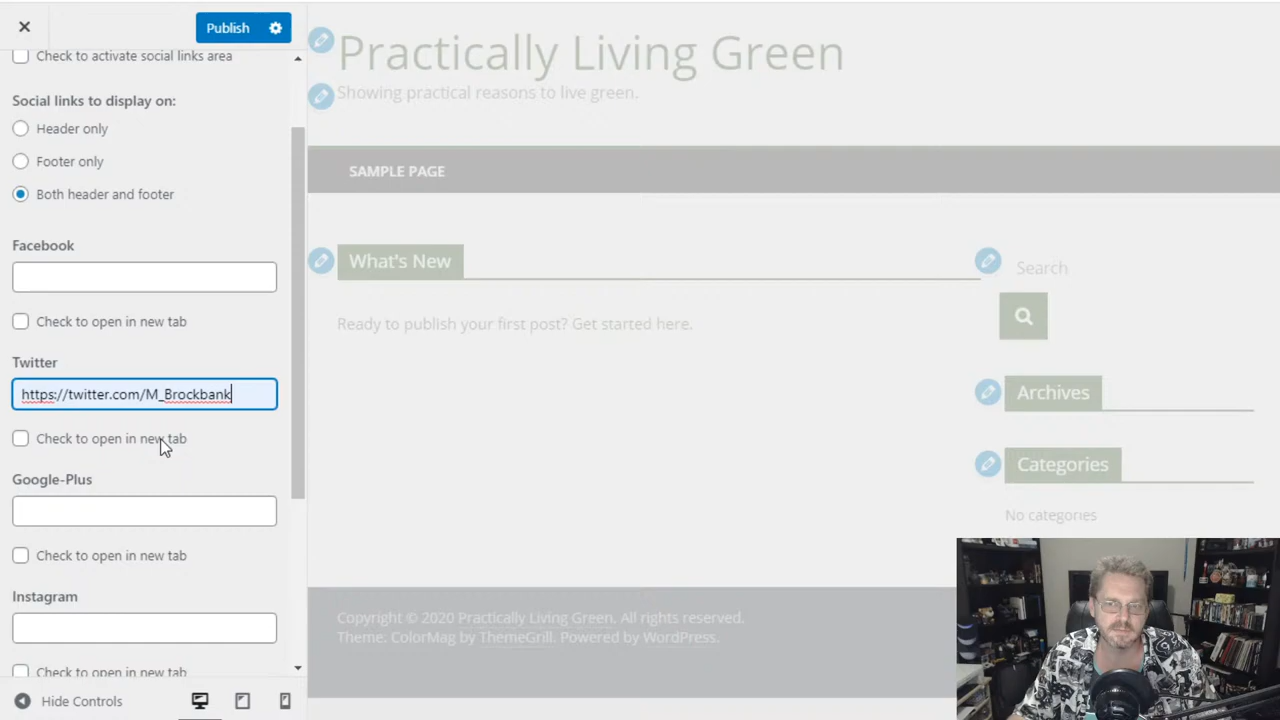 Publish
Check to activate social links area
Social links to display on:
Header only
Footer only
Both header and footer
Facebook
Check to open in new tab
Twitter
https://twitter.com/M_Brockbank
Check to open in new tab
Google-Plus
Check to open in new tab
Instagram
Check to open in new tab
Hide Controls
Practically Living Green
Showing practical reasons to live green.
SAMPLE PAGE
What's New
Ready to publish your first post? Get started here.
Search
Archives
Categories
No categories
Copyright © 2020 Practically Living Green. All rights reserved.
Theme: ColorMag by ThemeGrill. Powered by WordPress.